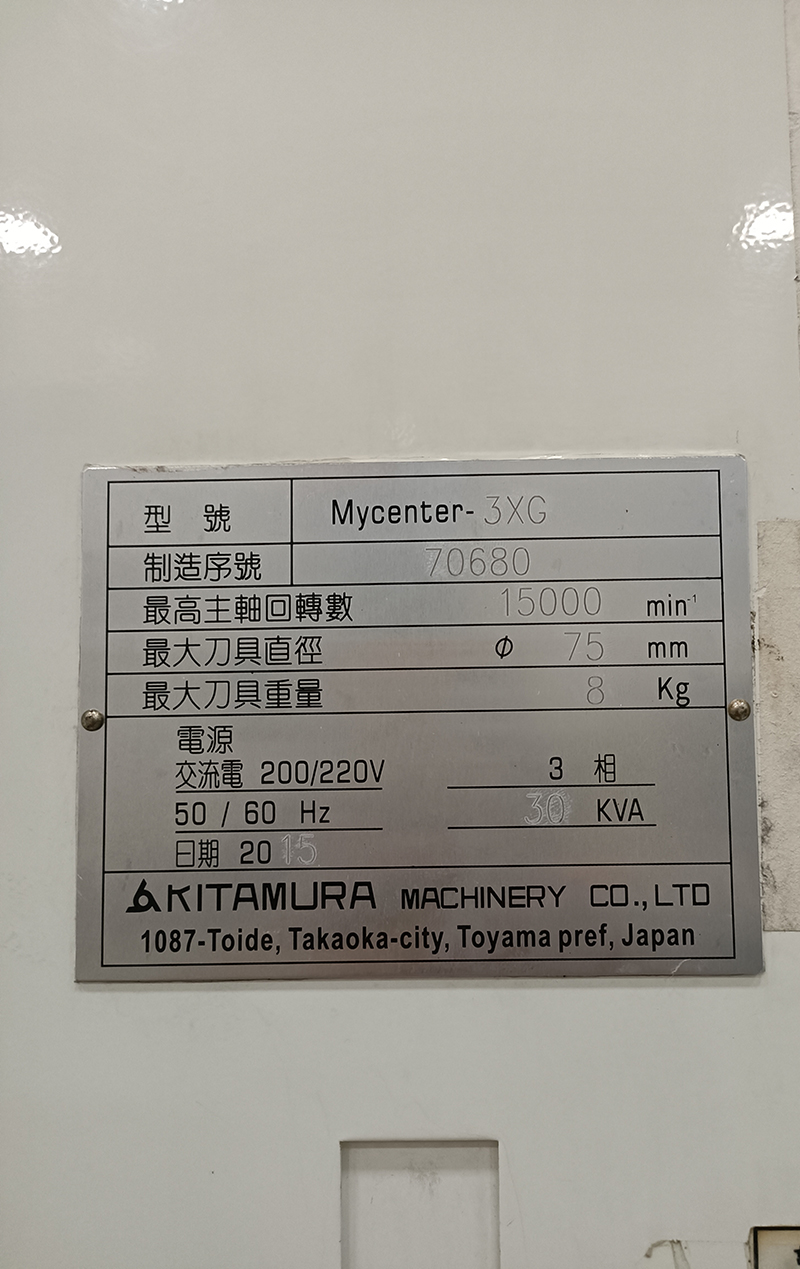 型 號 Mycenter-3XG
制造序號 70680
最高主軸回轉數 15000 min⁻¹
最大刀具直徑 Φ 75 mm
最大刀具重量 8 Kg
電源
交流電 200/220V 3 相
50 / 60 Hz 30 KVA
日期 2015
KITAMURA MACHINERY CO.,LTD
1087-Toide, Takaoka-city, Toyama pref, Japan